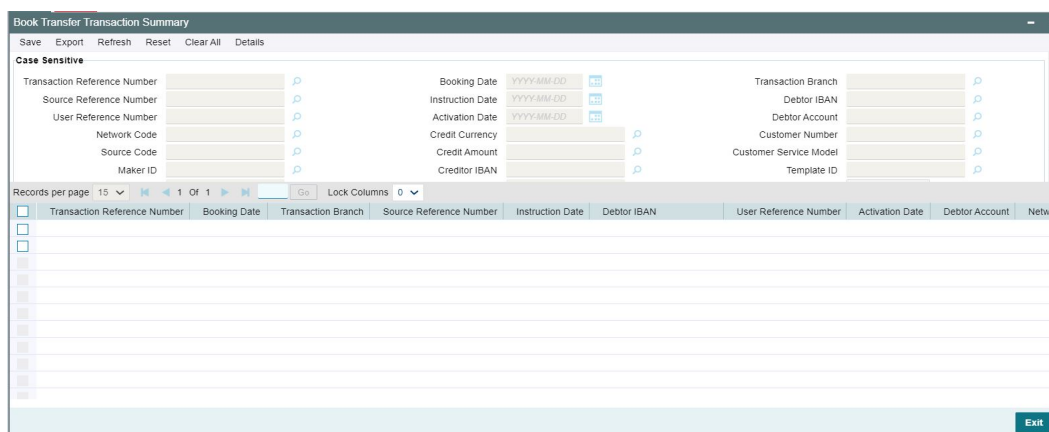 Book Transfer Transaction Summary
Save Export Refresh Reset Clear All Details
Case Sensitive
Transaction Reference Number Booking Date YYYY-MM-DD Transaction Branch
Source Reference Number Instruction Date YYYY-MM-DD Debtor IBAN
User Reference Number Activation Date YYYY-MM-DD Debtor Account
Network Code Credit Currency Customer Number
Source Code Credit Amount Customer Service Model
Maker ID Creditor IBAN Template ID
Records per page 15 1 Of 1 Go Lock Columns 0
Transaction Reference Number Booking Date Transaction Branch Source Reference Number Instruction Date Debtor IBAN User Reference Number Activation Date Debtor Account Netw
Exit